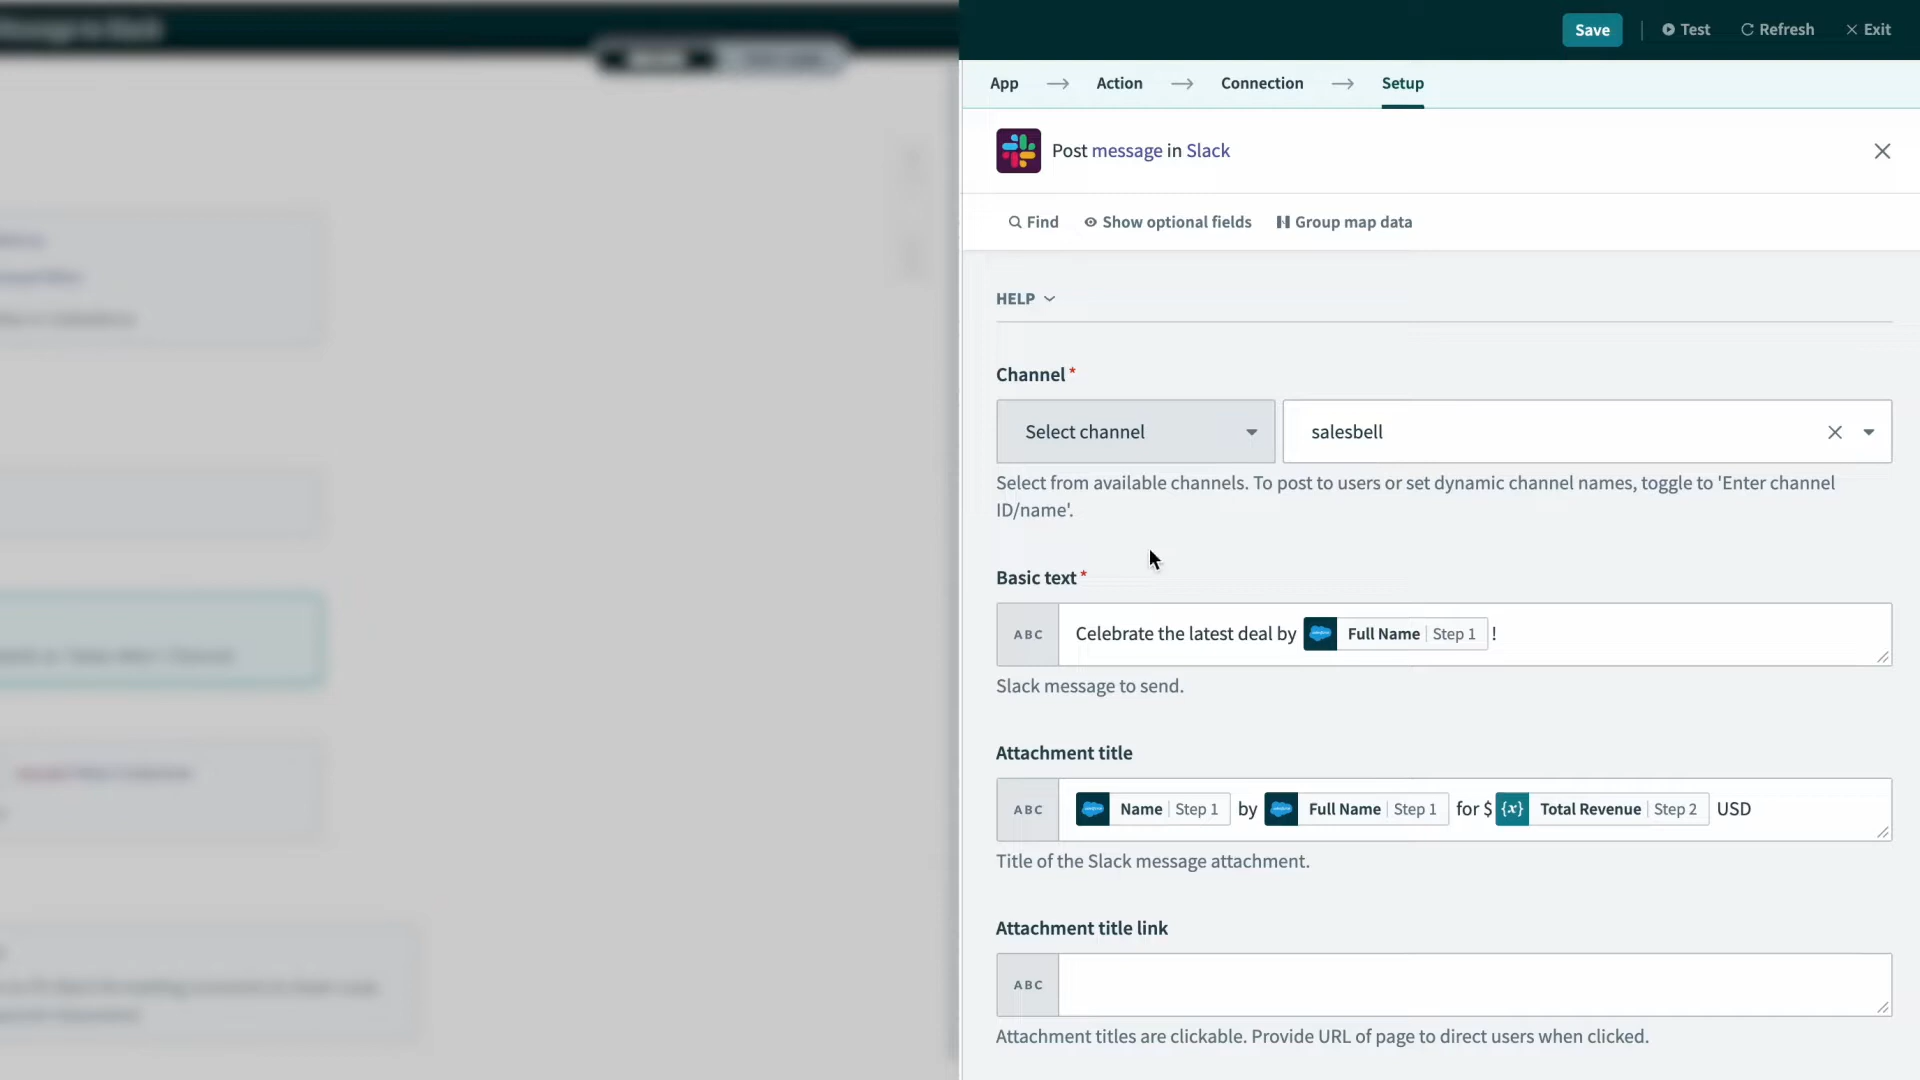 Save
Test
Refresh
Exit
App → Action → Connection → Setup
Post message in Slack
Find
Show optional fields
Group map data
HELP
Channel *
Select channel
salesbell
Select from available channels. To post to users or set dynamic channel names, toggle to 'Enter channel
ID/name'.
Basic text *
ABC
Celebrate the latest deal by Full Name | Step 1 !
Slack message to send.
Attachment title
ABC
Name | Step 1 by Full Name | Step 1 for $ {x} Total Revenue | Step 2 USD
Title of the Slack message attachment.
Attachment title link
ABC
Attachment titles are clickable. Provide URL of page to direct users when clicked.